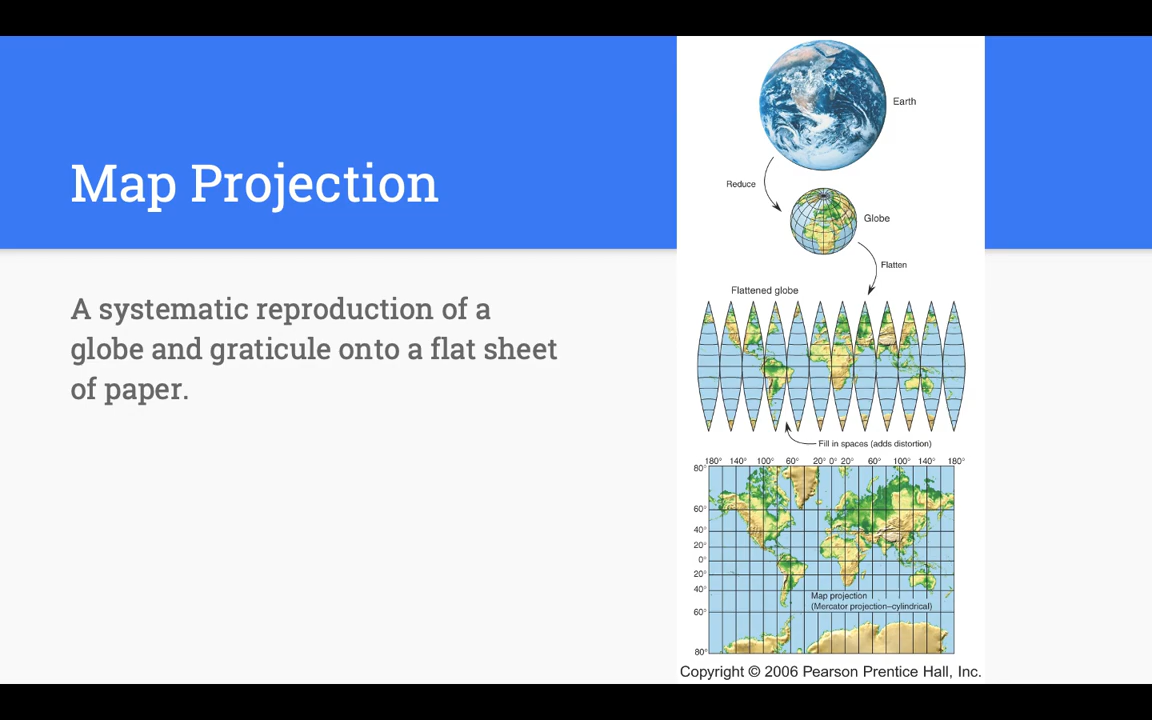 Map Projection
A systematic reproduction of a
globe and graticule onto a flat sheet
of paper.
Earth
Reduce
Globe
Flatten
Flattened globe
Fill in spaces (adds distortion)
180° 140° 100° 60° 20° 0° 20° 60° 100° 140° 180°
80°
60°
40°
20°
0°
20°
40°
60°
80°
Map projection
(Mercator projection–cylindrical)
Copyright © 2006 Pearson Prentice Hall, Inc.